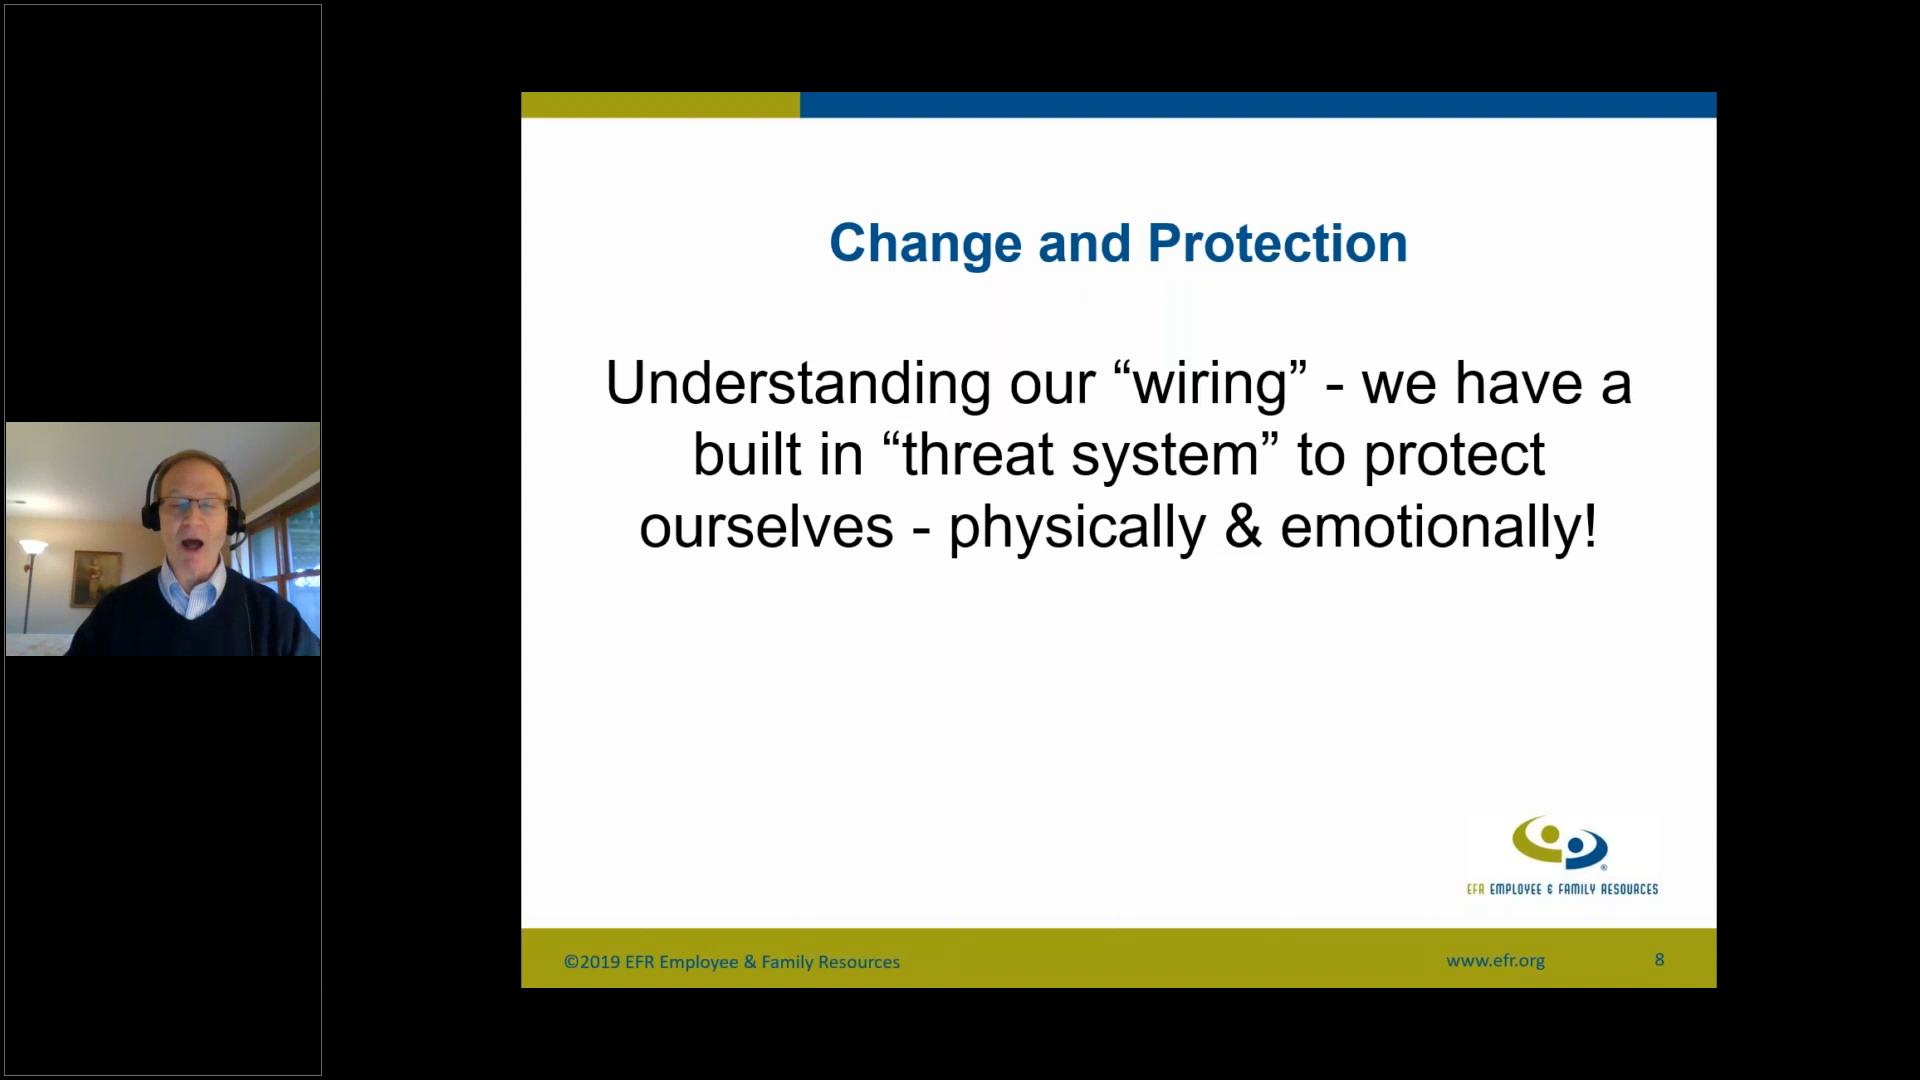 Change and Protection
Understanding our “wiring” - we have a
built in “threat system” to protect
ourselves - physically & emotionally!
®
EFR EMPLOYEE & FAMILY RESOURCES
©2019 EFR Employee & Family Resources
www.efr.org
8